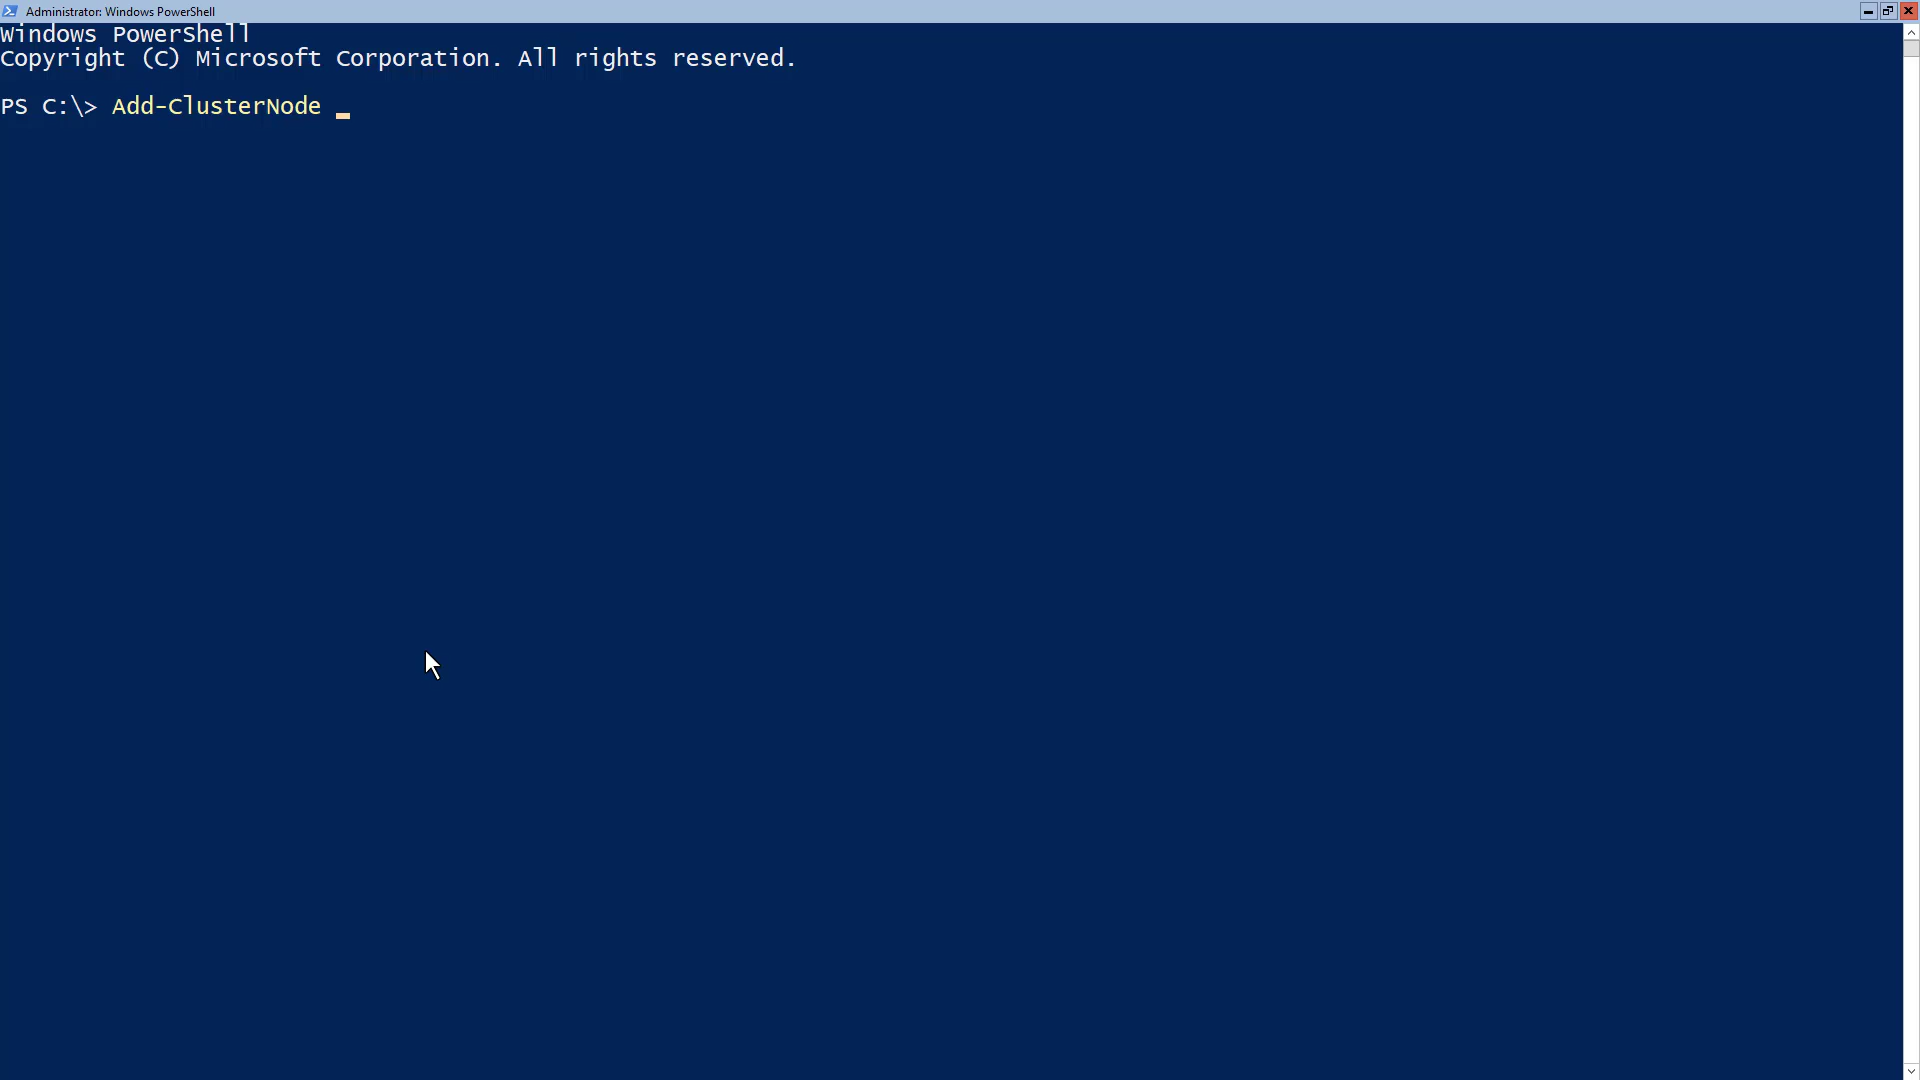 Administrator: Windows PowerShell
Windows PowerShell
Copyright (C) Microsoft Corporation. All rights reserved.
PS C:\> Add-ClusterNode _